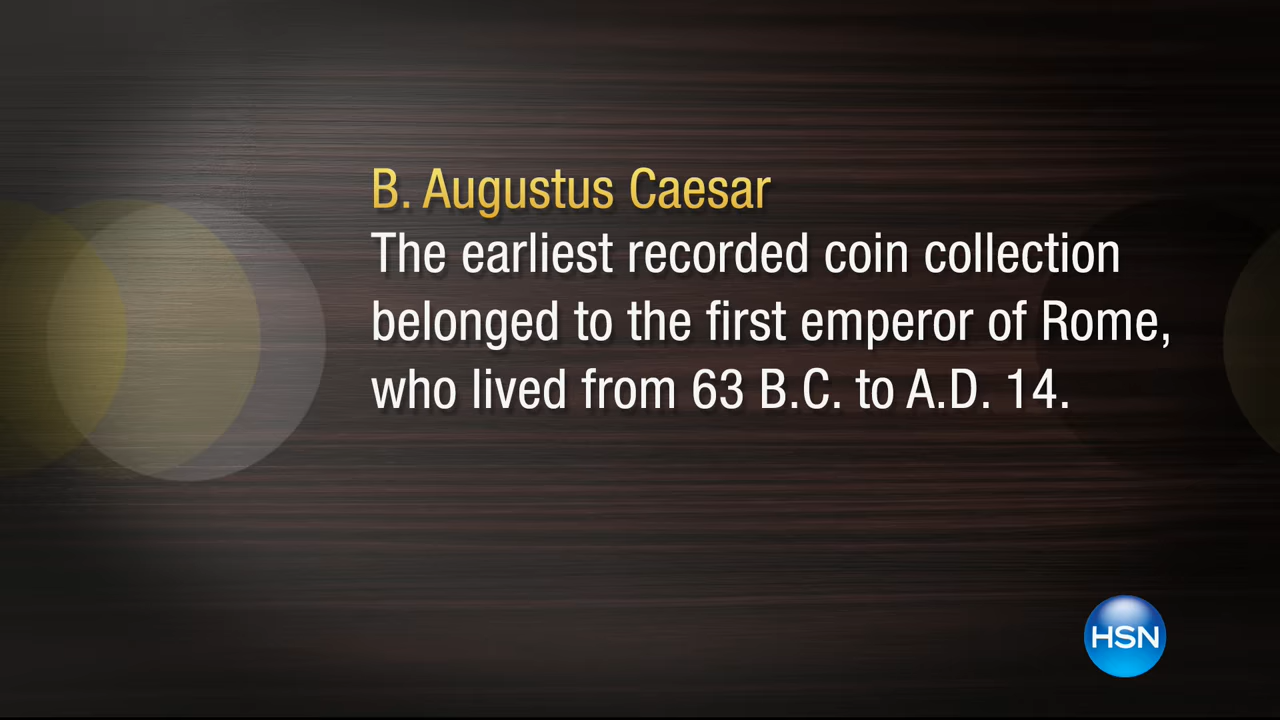 B. Augustus Caesar
The earliest recorded coin collection
belonged to the first emperor of Rome,
who lived from 63 B.C. to A.D. 14.
HSN